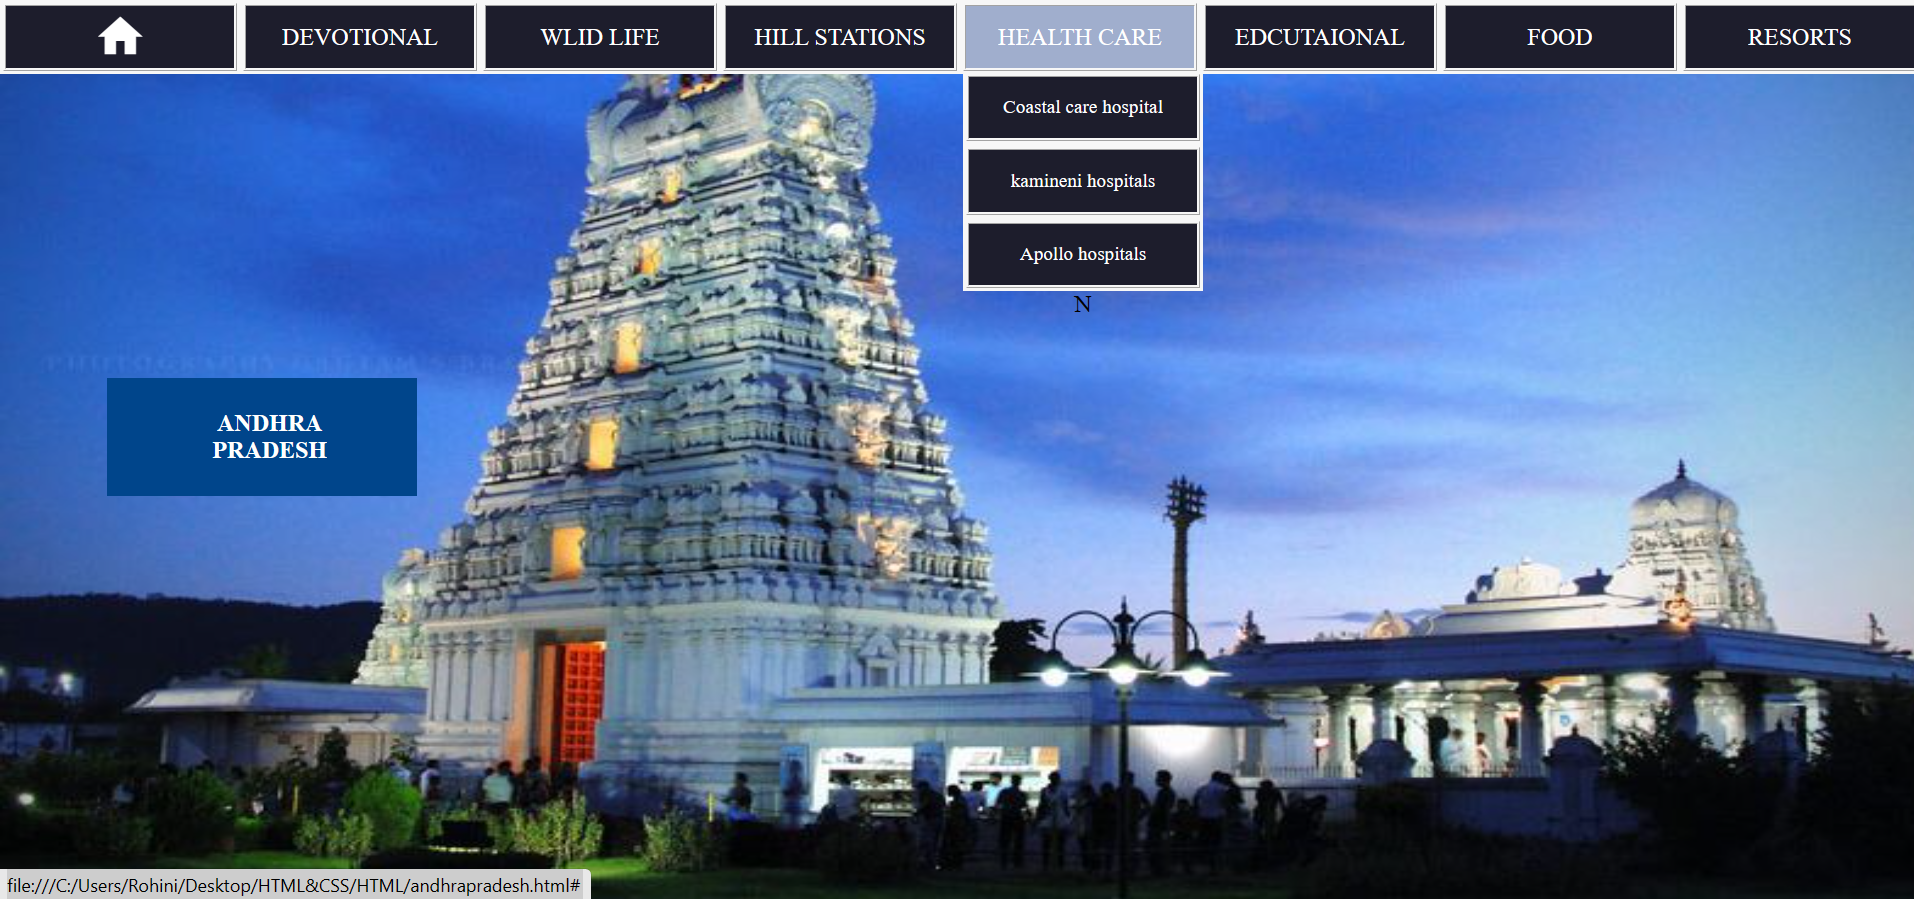 DEVOTIONAL
WLID LIFE
HILL STATIONS
HEALTH CARE
EDCUTAIONAL
FOOD
RESORTS
Coastal care hospital
kamineni hospitals
Apollo hospitals
N
PHOTOGRAPHY
ANDHRA
PRADESH
file:///C:/Users/Rohini/Desktop/HTML&CSS/HTML/andhrapradesh.html#